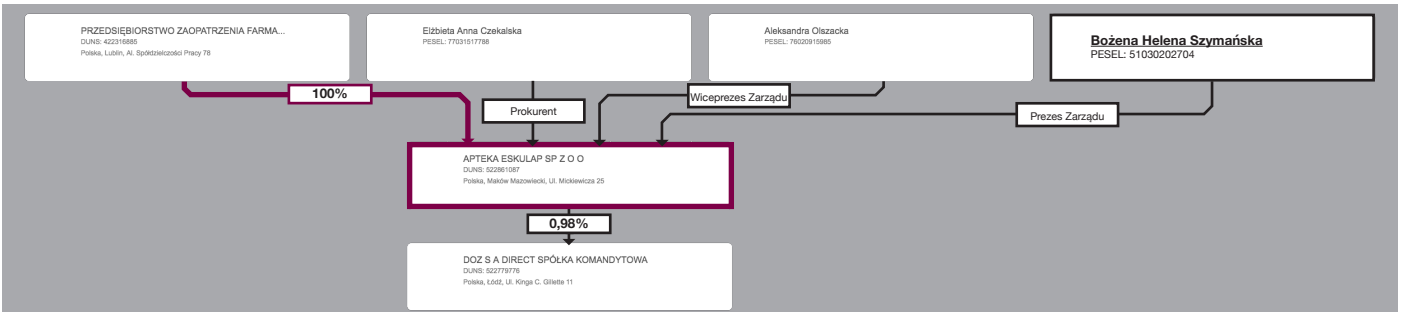 PRZEDSIĘBIORSTWO ZAOPATRZENIA FARMA...
DUNS: 422316885
Polska, Lublin, Al. Spółdzielczości Pracy 78
Elżbieta Anna Czekalska
PESEL: 77031517788
Aleksandra Olszacka
PESEL: 76020915965
Bożena Helena Szymańska
PESEL: 51030202704
100%
Prokurent
Wiceprezes Zarządu
Prezes Zarządu
APTEKA ESKULAP SP Z O O
DUNS: 522861087
Polska, Maków Mazowiecki, Ul. Mickiewicza 25
0,98%
DOZ S A DIRECT SPÓŁKA KOMANDYTOWA
DUNS: 522779776
Polska, Łódź, Ul. Kinga C. Gillette 11